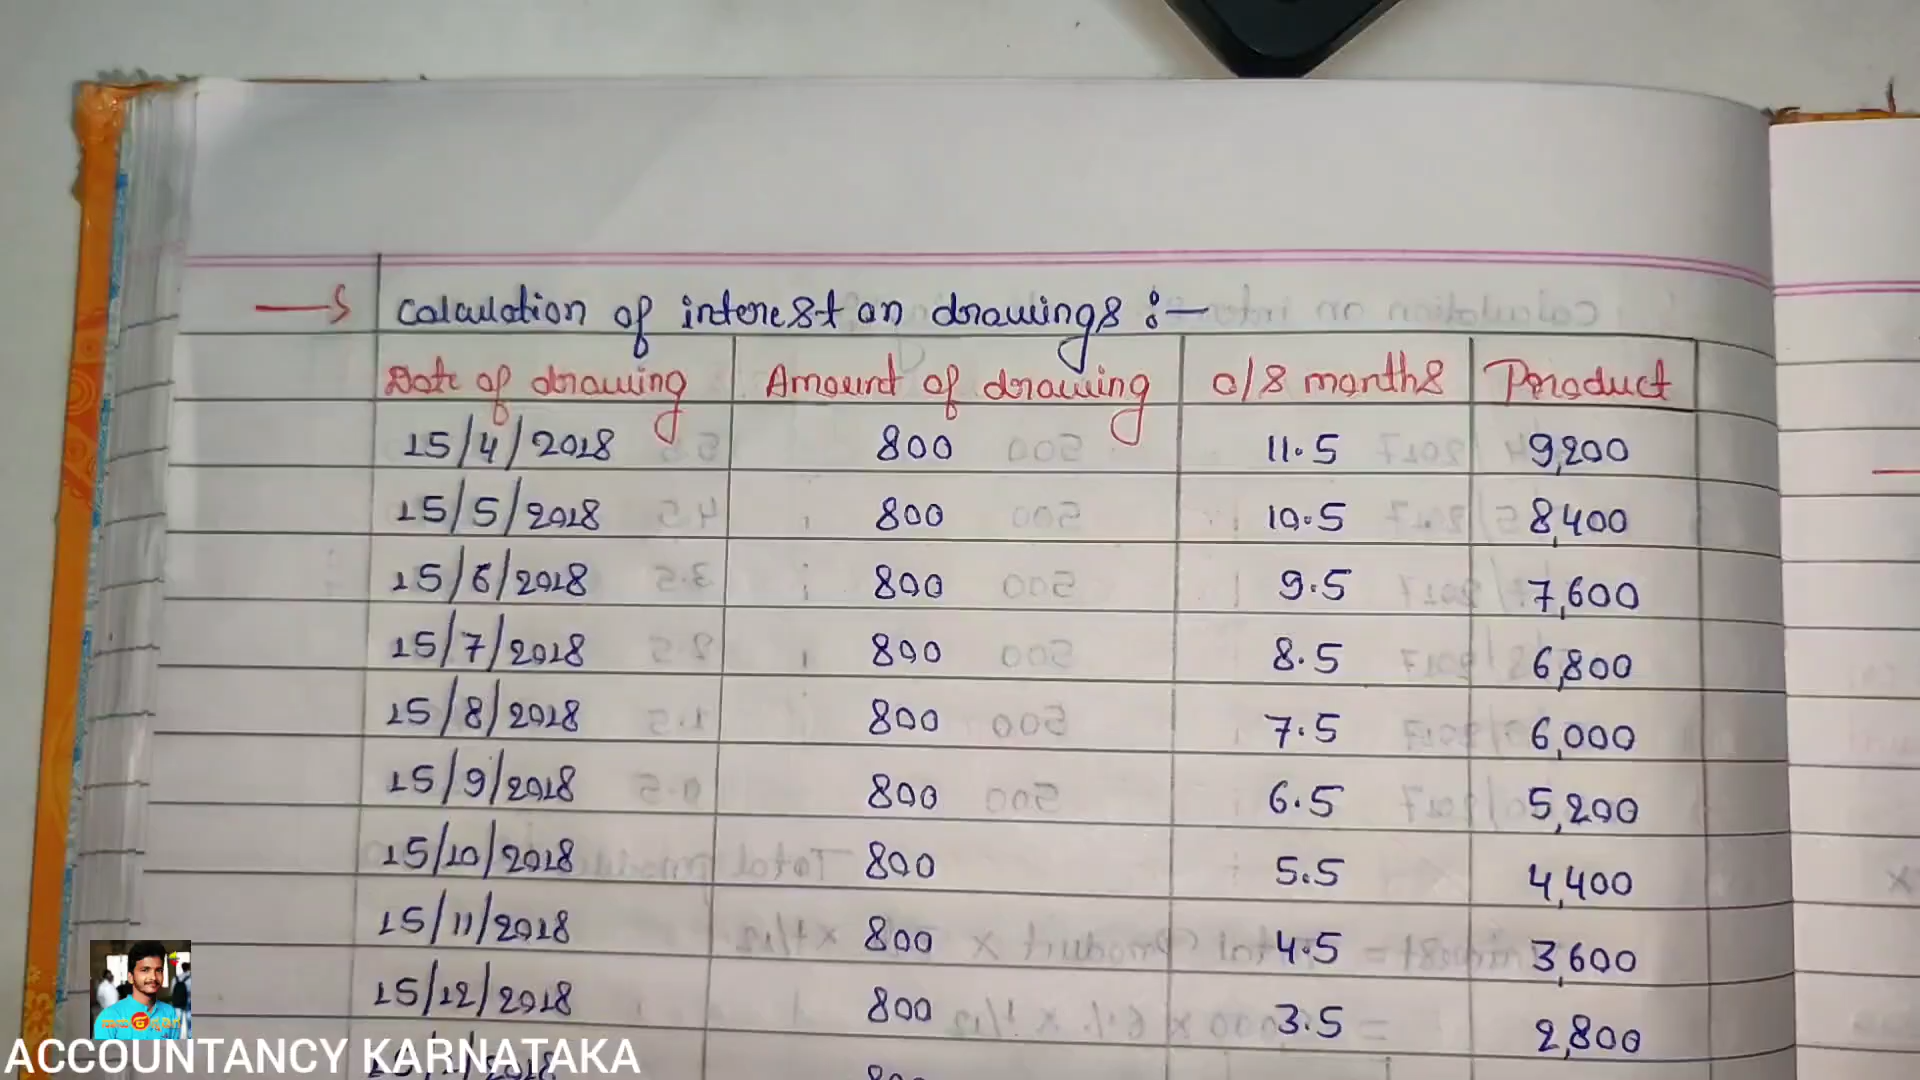 Calculation of interest on drawings :-
Date of drawing Amount of drawing o/s months Product
15/4/2018 800 11.5 9,200
15/5/2018 800 10.5 8,400
15/6/2018 800 9.5 7,600
15/7/2018 800 8.5 6,800
15/8/2018 800 7.5 6,000
15/9/2018 800 6.5 5,200
15/10/2018 800 5.5 4,400
15/11/2018 800 4.5 3,600
15/12/2018 800 3.5 2,800
ACCOUNTANCY KARNATAKA